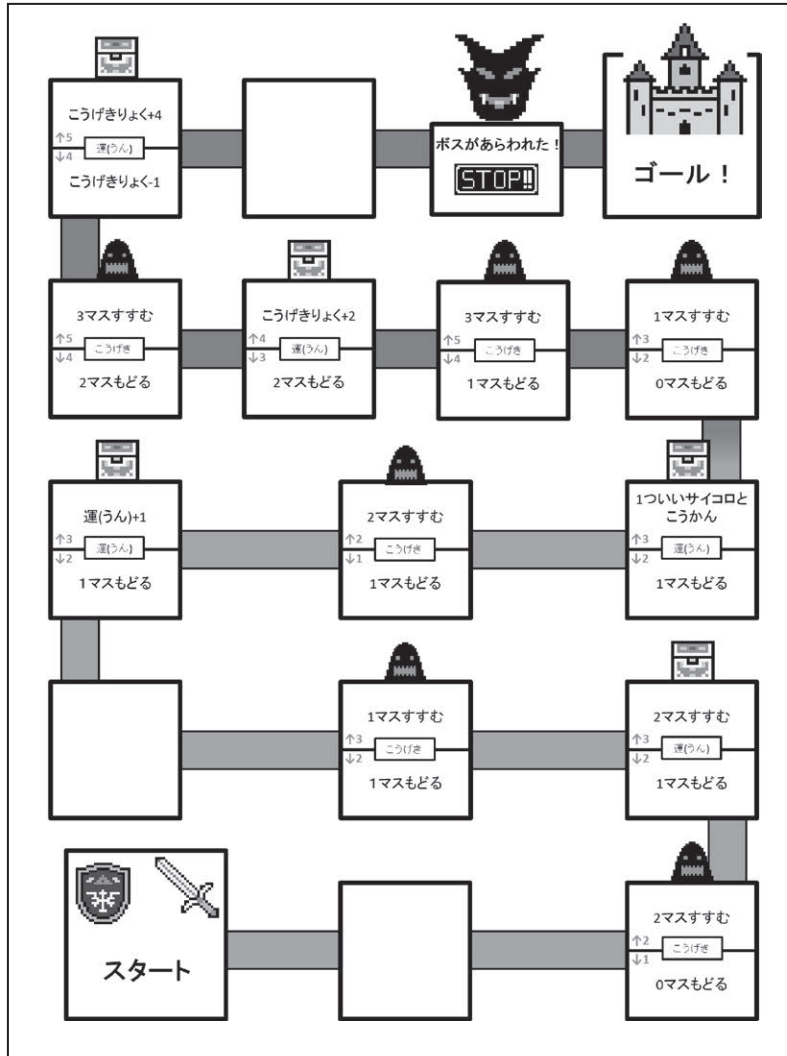 こうげきりょく+4
↑5
運(うん)
↓4
こうげきりょく-1
ボスがあらわれた！
STOP!!
ゴール！
3マスすすむ
↑5
こうげき
↓4
2マスもどる
こうげきりょく+2
↑4
運(うん)
↓3
2マスもどる
3マスすすむ
↑5
こうげき
↓4
1マスもどる
1マスすすむ
↑3
こうげき
↓2
0マスもどる
運(うん)+1
↑3
運(うん)
↓2
1マスもどる
2マスすすむ
↑2
こうげき
↓1
1マスもどる
1ついいサイコロと
こうかん
↑3
運(うん)
↓2
1マスもどる
1マスすすむ
↑3
こうげき
↓2
1マスもどる
2マスすすむ
↑3
運(うん)
↓2
1マスもどる
スタート
2マスすすむ
↑2
こうげき
↓1
0マスもどる